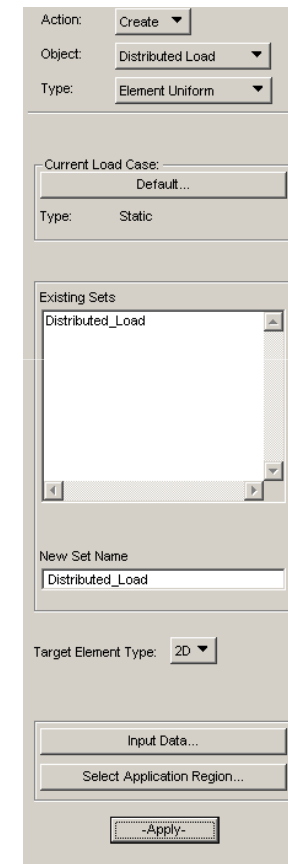 Action: Create
Object: Distributed Load
Type: Element Uniform
Current Load Case:
Default...
Type: Static
Existing Sets
Distributed_Load
New Set Name
Distributed_Load
Target Element Type: 2D
Input Data...
Select Application Region...
-Apply-